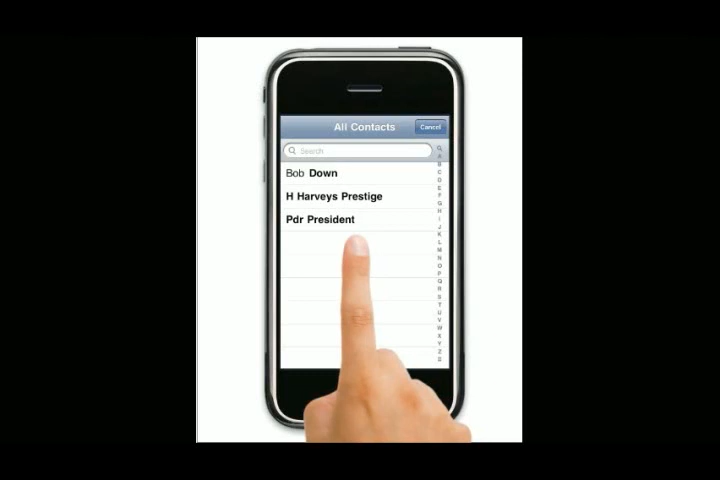 All Contacts
Cancel
Search
Bob Down
H Harveys Prestige
Pdr President
A
B
C
D
E
F
G
H
I
J
K
L
M
N
O
P
Q
R
S
T
U
V
W
X
Y
Z